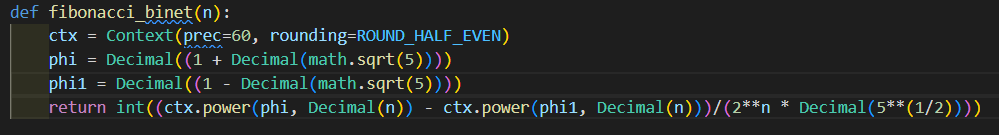 def fibonacci_binet(n):
    ctx = Context(prec=60, rounding=ROUND_HALF_EVEN)
    phi = Decimal((1 + Decimal(math.sqrt(5))))
    phi1 = Decimal((1 - Decimal(math.sqrt(5))))
    return int((ctx.power(phi, Decimal(n)) - ctx.power(phi1, Decimal(n)))/(2**n * Decimal(5**(1/2))))